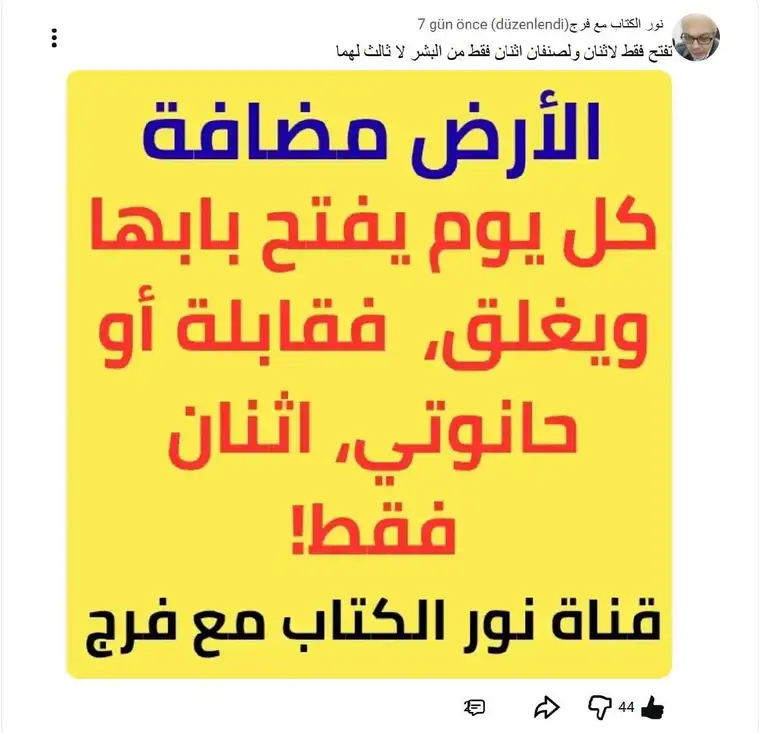 نور الكتاب مع فرج(düzenlendi) 7 gün önce
تفتح فقط لاثنان ولصنفان اثنان فقط من البشر لا ثالث لهما
الأرض مضافة
كل يوم يفتح بابها
ويغلق، فقابلة أو
حانوتي، اثنان
فقط!
قناة نور الكتاب مع فرج
44
2